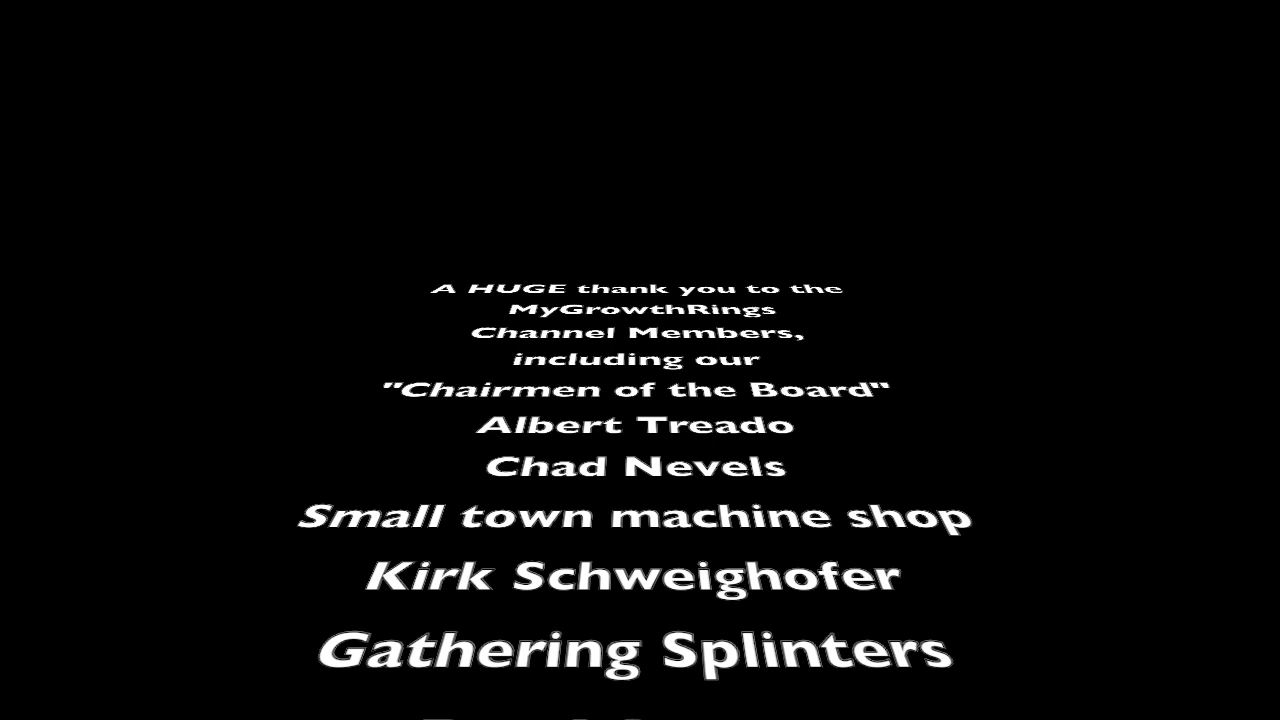 A HUGE thank you to the
MyGrowthRings
Channel Members,
including our
"Chairmen of the Board"
Albert Treado
Chad Nevels
Small town machine shop
Kirk Schweighofer
Gathering Splinters